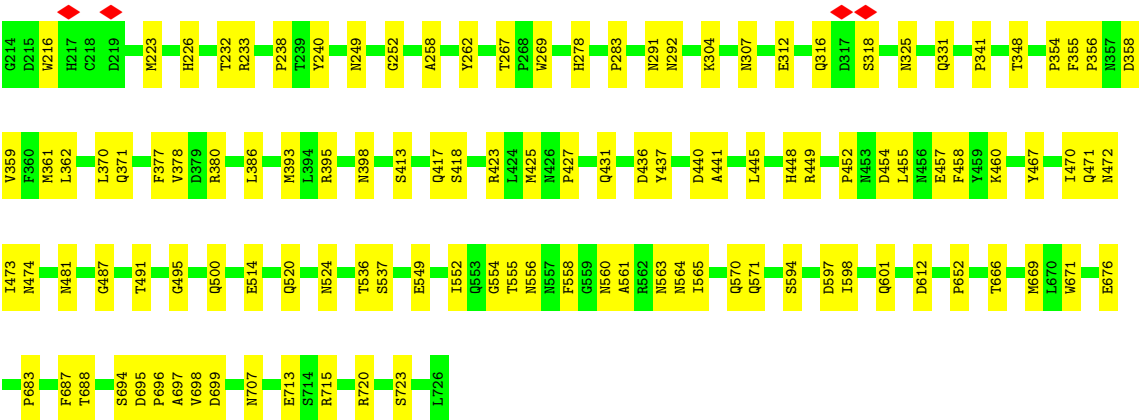 G214 D215 W216 H217 C218 D219 M223 H226 T232 R233 P238 T239 Y240 N249 G252 A258 Y262 T267 P268 W269 H278 P283 N291 N292 K304 N307 E312 Q316 D317 S318 N325 Q331 P341 T348 P354 F355 P356 N357 D358
V359 F360 M361 L362 L370 Q371 F377 V378 D379 R380 L386 M393 L394 R395 N398 S413 Q417 S418 R423 L424 M425 N426 P427 Q431 D436 Y437 D440 A441 L445 H448 R449 P452 N453 D454 L455 N456 E457 F458 Y459 K460 Y467 I470 Q471 N472
I473 N474 N481 G487 T491 G495 Q500 E514 Q520 N524 T536 S537 E549 I552 Q553 G554 T555 N556 N557 F558 G559 N560 A561 R562 N563 N564 I565 Q570 Q571 S594 D597 I598 Q601 D612 P652 T666 M669 L670 W671 E676
P683 F687 T688 S694 D695 P696 A697 V698 D699 N707 E713 S714 R715 R720 S723 L726